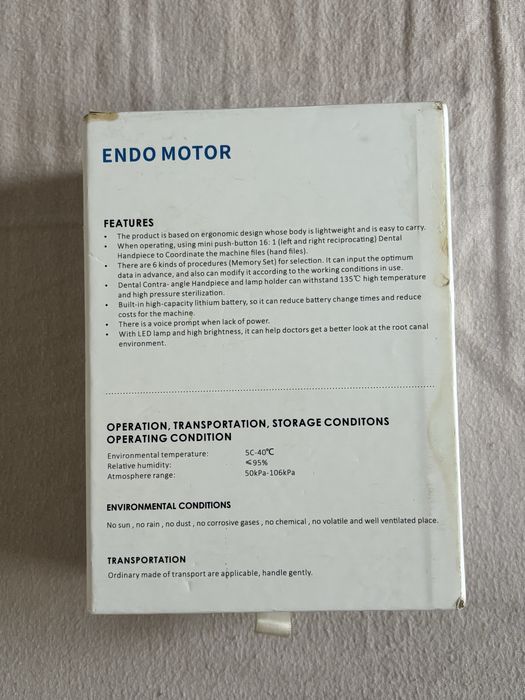 ENDO MOTOR
FEATURES
• The product is based on ergonomic design whose body is lightweight and is easy to carry.
• When operating, using mini push-button 16: 1 (left and right reciprocating) Dental
Handpiece to Coordinate the machine files (hand files).
• There are 6 kinds of procedures (Memory Set) for selection. It can input the optimum
data in advance, and also can modify it according to the working conditions in use.
• Dental Contra- angle Handpiece and lamp holder can withstand 135℃ high temperature
and high pressure sterilization.
• Built-in high-capacity lithium battery, so it can reduce battery change times and reduce
costs for the machine.
• There is a voice prompt when lack of power.
• With LED lamp and high brightness, it can help doctors get a better look at the root canal
environment.
OPERATION, TRANSPORTATION, STORAGE CONDITONS
OPERATING CONDITION
Environmental temperature: 5C-40℃
Relative humidity: ≤95%
Atmosphere range: 50kPa-106kPa
ENVIRONMENTAL CONDITIONS
No sun , no rain , no dust , no corrosive gases , no chemical , no volatile and well ventilated place.
TRANSPORTATION
Ordinary made of transport are applicable, handle gently.